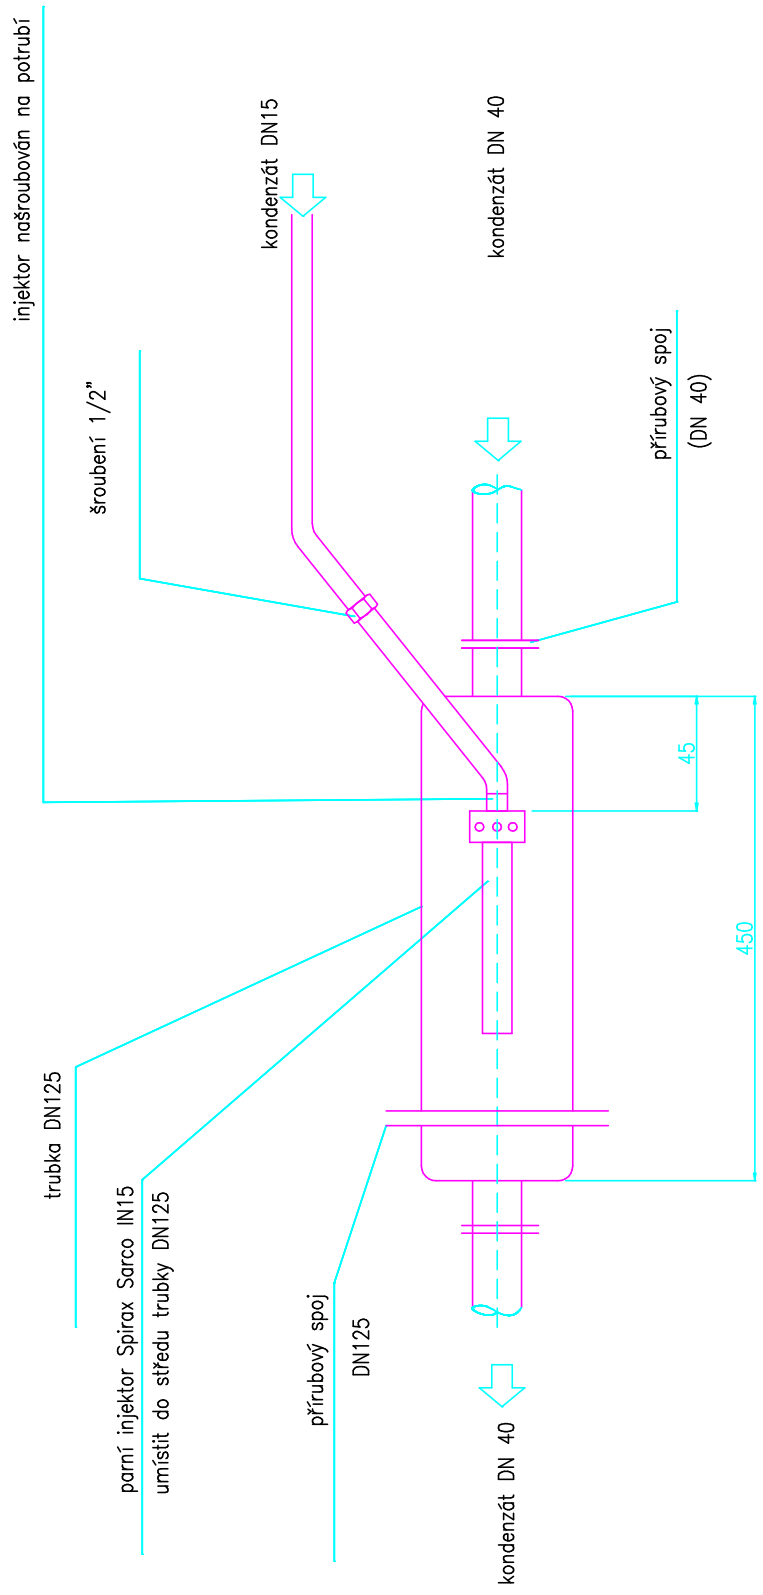 injektor našroubován na potrubí
šroubení 1/2"
kondenzát DN15
kondenzát DN 40
přírubový spoj
(DN 40)
45
450
trubka DN125
parní injektor Spirax Sarco IN15
umístit do středu trubky DN125
přírubový spoj
DN125
kondenzát DN 40